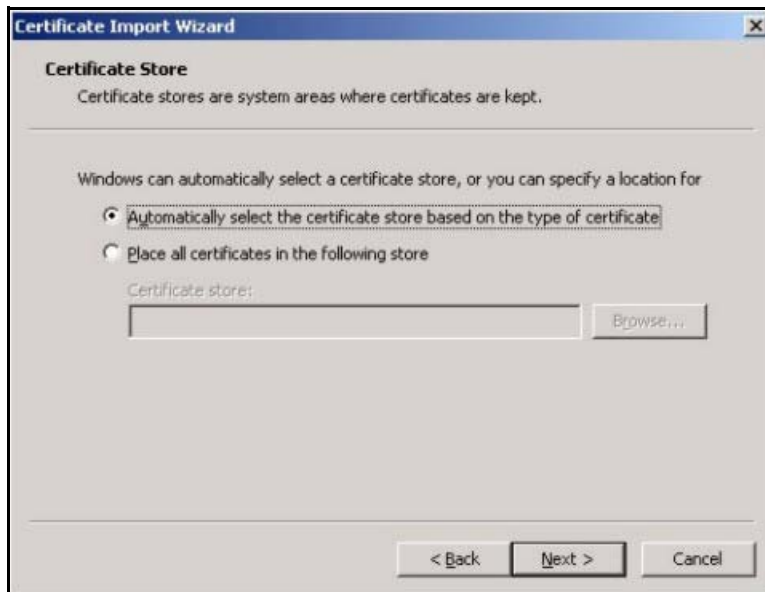 Certificate Import Wizard
Certificate Store
Certificate stores are system areas where certificates are kept.
Windows can automatically select a certificate store, or you can specify a location for
Automatically select the certificate store based on the type of certificate
Place all certificates in the following store
Certificate store:
Browse...
< Back Next > Cancel